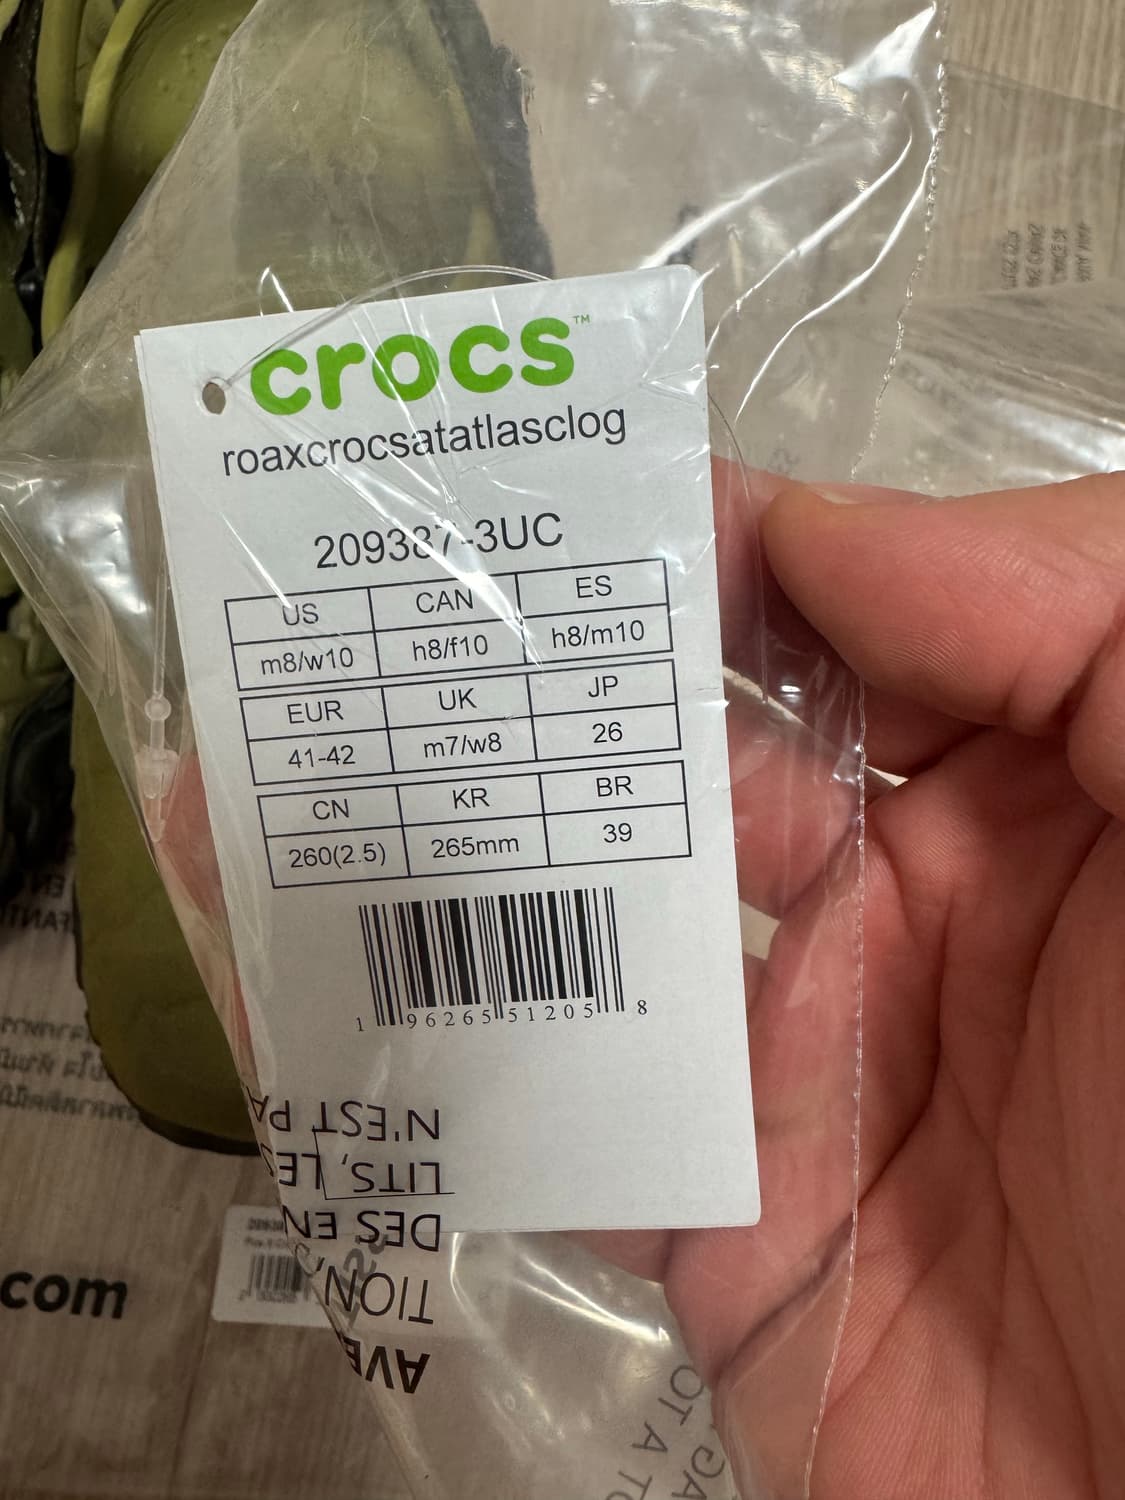 crocs™
roaxcrocsatatlasclog
209387-3UC
US CAN ES
m8/w10 h8/f10 h8/m10
EUR UK JP
41-42 m7/w8 26
CN KR BR
260(2.5) 265mm 39
1 96265 51205 8
N'EST PA
LITS, LES
DES EN
TION,
AVE
com
OT A TO